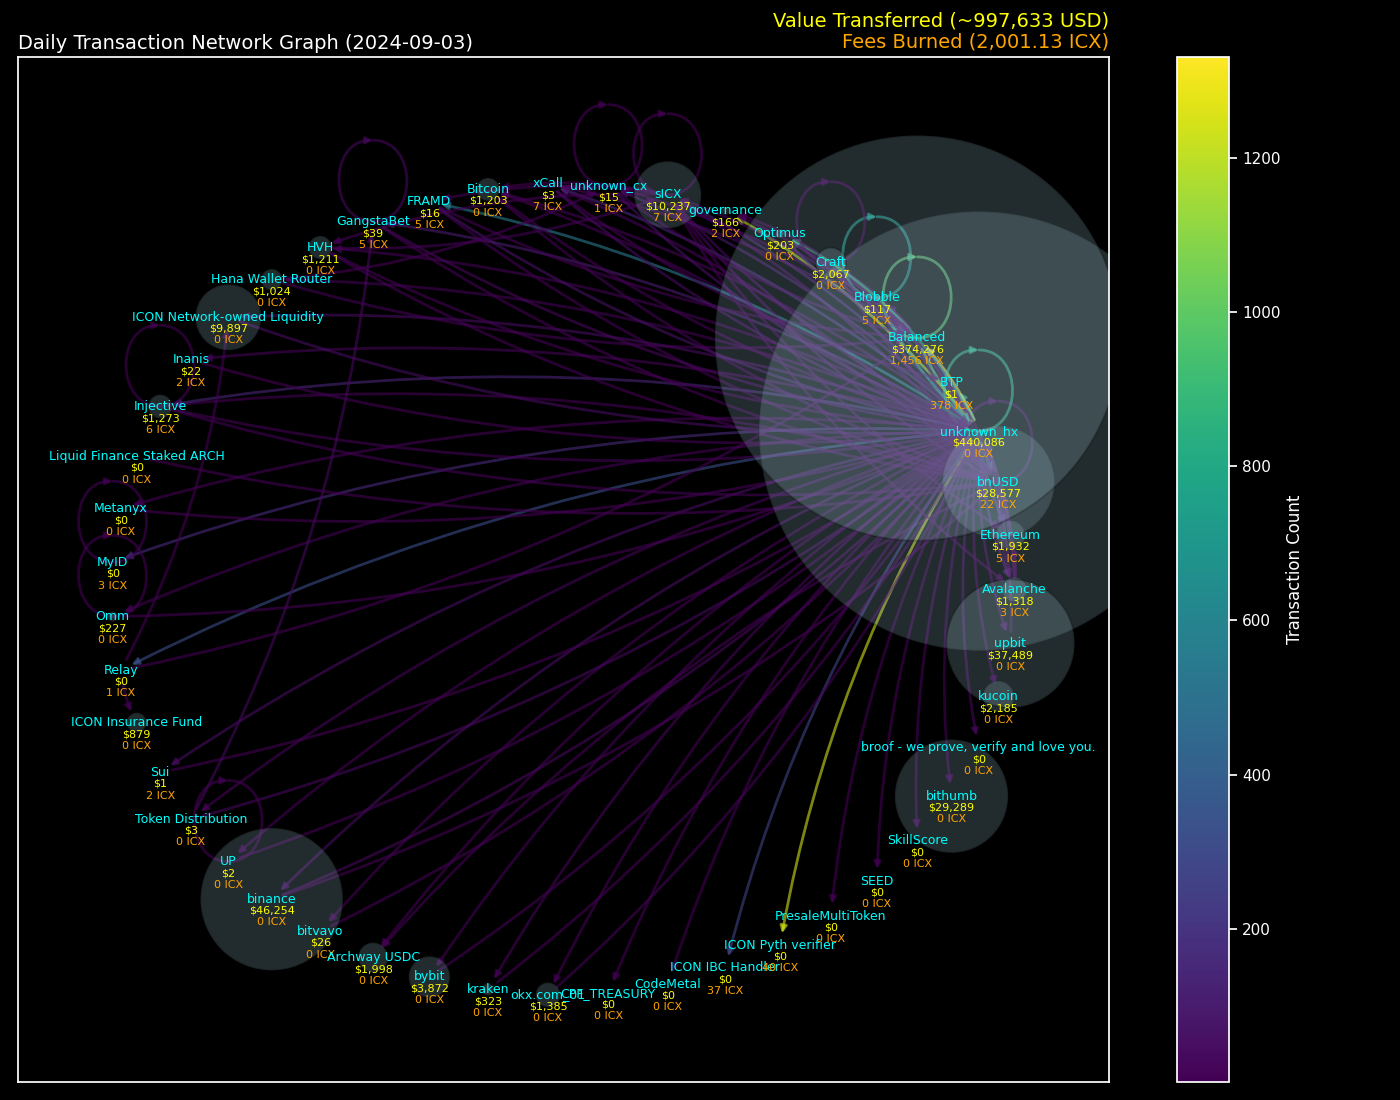 Value Transferred (~997,633 USD)
Daily Transaction Network Graph (2024-09-03)
Fees Burned (2,001.13 ICX)
xCall
$3
7 ICX
unknown_cx
$15
1 ICX
Bitcoin
$1,203
0 ICX
sICX
$10,237
7 ICX
FRAMD
$16
5 ICX
governance
$166
2 ICX
GangstaBet
$39
5 ICX
Optimus
$203
0 ICX
HVH
$1,211
0 ICX
Craft
$2,067
0 ICX
Hana Wallet Router
$1,024
0 ICX
Blobble
$117
5 ICX
ICON Network-owned Liquidity
$9,897
0 ICX
Balanced
$374,276
1,456 ICX
Inanis
$22
2 ICX
BTP
$1
378 ICX
Injective
$1,273
6 ICX
unknown_hx
$440,086
0 ICX
Liquid Finance Staked ARCH
$0
0 ICX
bnUSD
$28,577
22 ICX
Metanyx
$0
0 ICX
Ethereum
$1,932
5 ICX
MyID
$0
3 ICX
Avalanche
$1,318
3 ICX
Omm
$227
0 ICX
upbit
$37,489
0 ICX
Relay
$0
1 ICX
kucoin
$2,185
0 ICX
ICON Insurance Fund
$879
0 ICX
broof - we prove, verify and love you.
$0
0 ICX
Sui
$1
2 ICX
bithumb
$29,289
0 ICX
Token Distribution
$3
0 ICX
SkillScore
$0
0 ICX
UP
$2
0 ICX
SEED
$0
0 ICX
binance
$46,254
0 ICX
PresaleMultiToken
$0
0 ICX
bitvavo
$26
0 ICX
ICON Pyth verifier
$0
ICX
Archway USDC
$1,998
0 ICX
ICON IBC Handler
$0
37 ICX
bybit
$3,872
0 ICX
CodeMetal
$0
0 ICX
kraken
$323
0 ICX
$1,385
0 ICX
_TREASURY
$0
0 ICX
1200
1000
800
600
400
200
Transaction Count